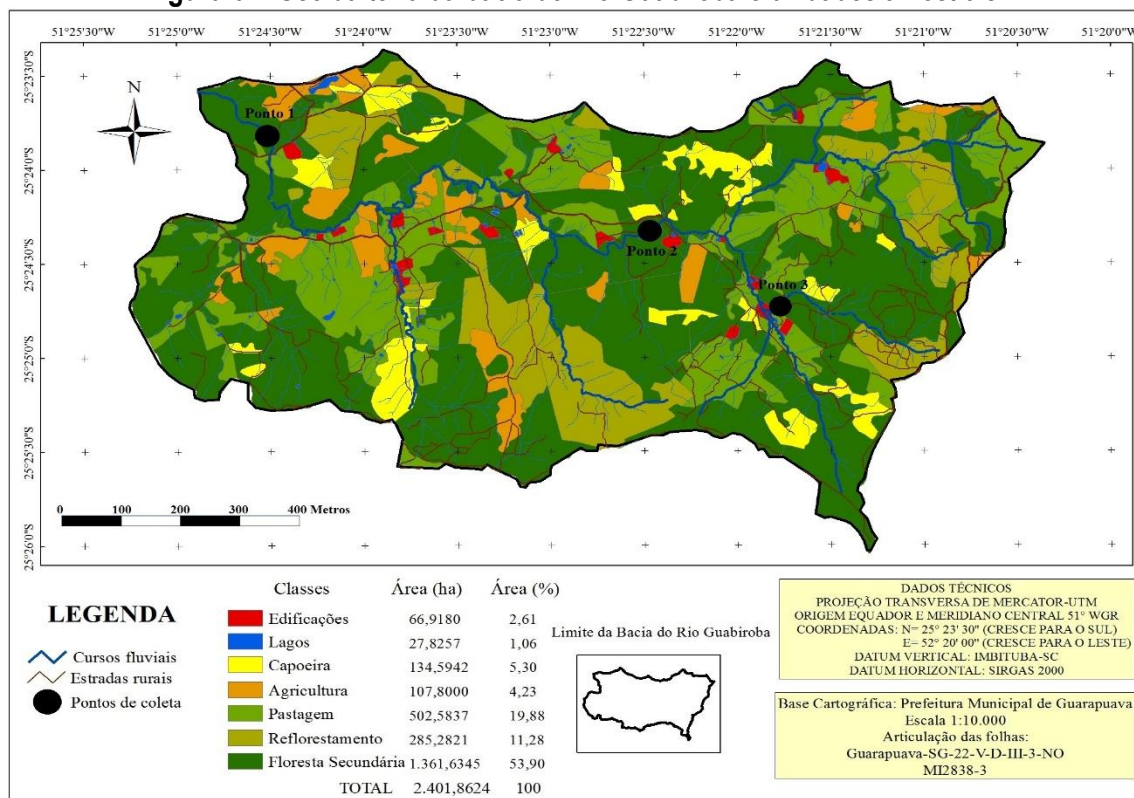 51°25'30"W 51°25'0"W 51°24'30"W 51°24'0"W 51°23'30"W 51°23'0"W 51°22'30"W 51°22'0"W 51°21'30"W 51°21'0"W 51°20'30"W 51°20'0"W
25°23'30"S
25°24'0"S
25°24'30"S
25°25'0"S
25°23'30"S
25°26'0"S
N
Ponto 1
Ponto 2
Ponto 3
0 100 200 300 400 Metros
LEGENDA
Cursos fluviais
Estradas rurais
Pontos de coleta
Classes Área (ha) Área (%)
Edificações 66,9180 2,61
Lagos 27,8257 1,06
Capoeira 134,5942 5,30
Agricultura 107,8000 4,23
Pastagem 502,5837 19,88
Reflorestamento 285,2821 11,28
Floresta Secundária 1.361,6345 53,90
TOTAL 2.401,8624 100
Limite da Bacia do Rio Guabiroba
DADOS TÉCNICOS
PROJEÇÃO TRANSVERSA DE MERCATOR-UTM
ORIGEM EQUADOR E MERIDIANO CENTRAL 51° WGR
COORDENADAS: N= 25° 23' 30" (CRESCE PARA O SUL)
E= 52° 20' 00" (CRESCE PARA O LESTE)
DATUM VERTICAL: IMBITUBA-SC
DATUM HORIZONTAL: SIRGAS 2000
Base Cartográfica: Prefeitura Municipal de Guarapuava
Escala 1:10.000
Articulação das folhas:
Guarapuava-SG-22-V-D-III-3-NO
MI2838-3